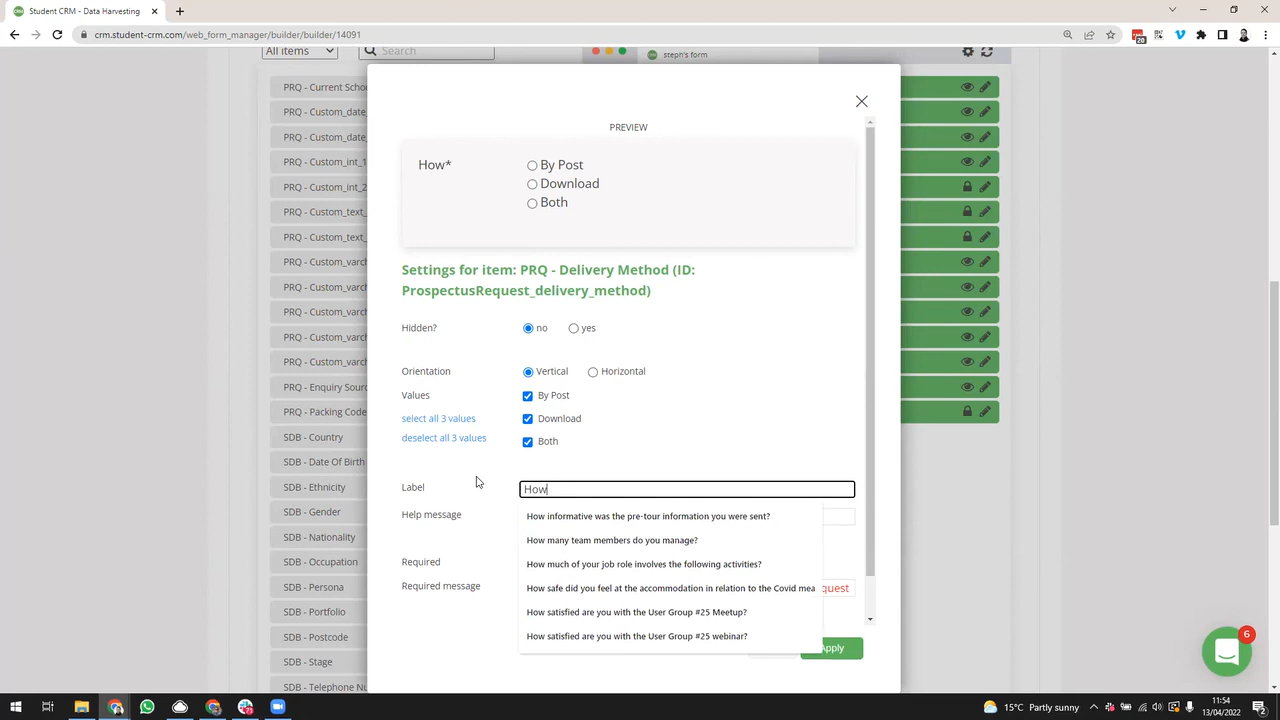 Student CRM - Data Harvesting
crm.student-crm.com/web_form_manager/builder/builder/14091
20
All items
Search
steph's form
PRQ - Current Schoo
PRQ - Custom_date_
PRQ - Custom_date_
PRQ - Custom_int_1
PRQ - Custom_int_2
PRQ - Custom_text_
PRQ - Custom_text_
PRQ - Custom_varc
PRQ - Custom_varc
PRQ - Custom_varc
PRQ - Custom_varc
PRQ - Custom_varc
PRQ - Enquiry Sourc
PRQ - Packing Code
SDB - Country
SDB - Date Of Birth
SDB - Ethnicity
SDB - Gender
SDB - Nationality
SDB - Occupation
SDB - Persona
SDB - Portfolio
SDB - Postcode
SDB - Stage
SDB - Telephone Nu
PREVIEW
How*
By Post
Download
Both
Settings for item: PRQ - Delivery Method (ID:
ProspectusRequest_delivery_method)
Hidden? no yes
Orientation Vertical Horizontal
Values By Post
select all 3 values Download
deselect all 3 values Both
Label How
Help message
How informative was the pre-tour information you were sent?
How many team members do you manage?
How much of your job role involves the following activities?
Required
Required message
How safe did you feel at the accommodation in relation to the Covid mea
quest
How satisfied are you with the User Group #25 Meetup?
How satisfied are you with the User Group #25 webinar?
Apply
6
15°C Partly sunny
11:54
13/04/2022
2